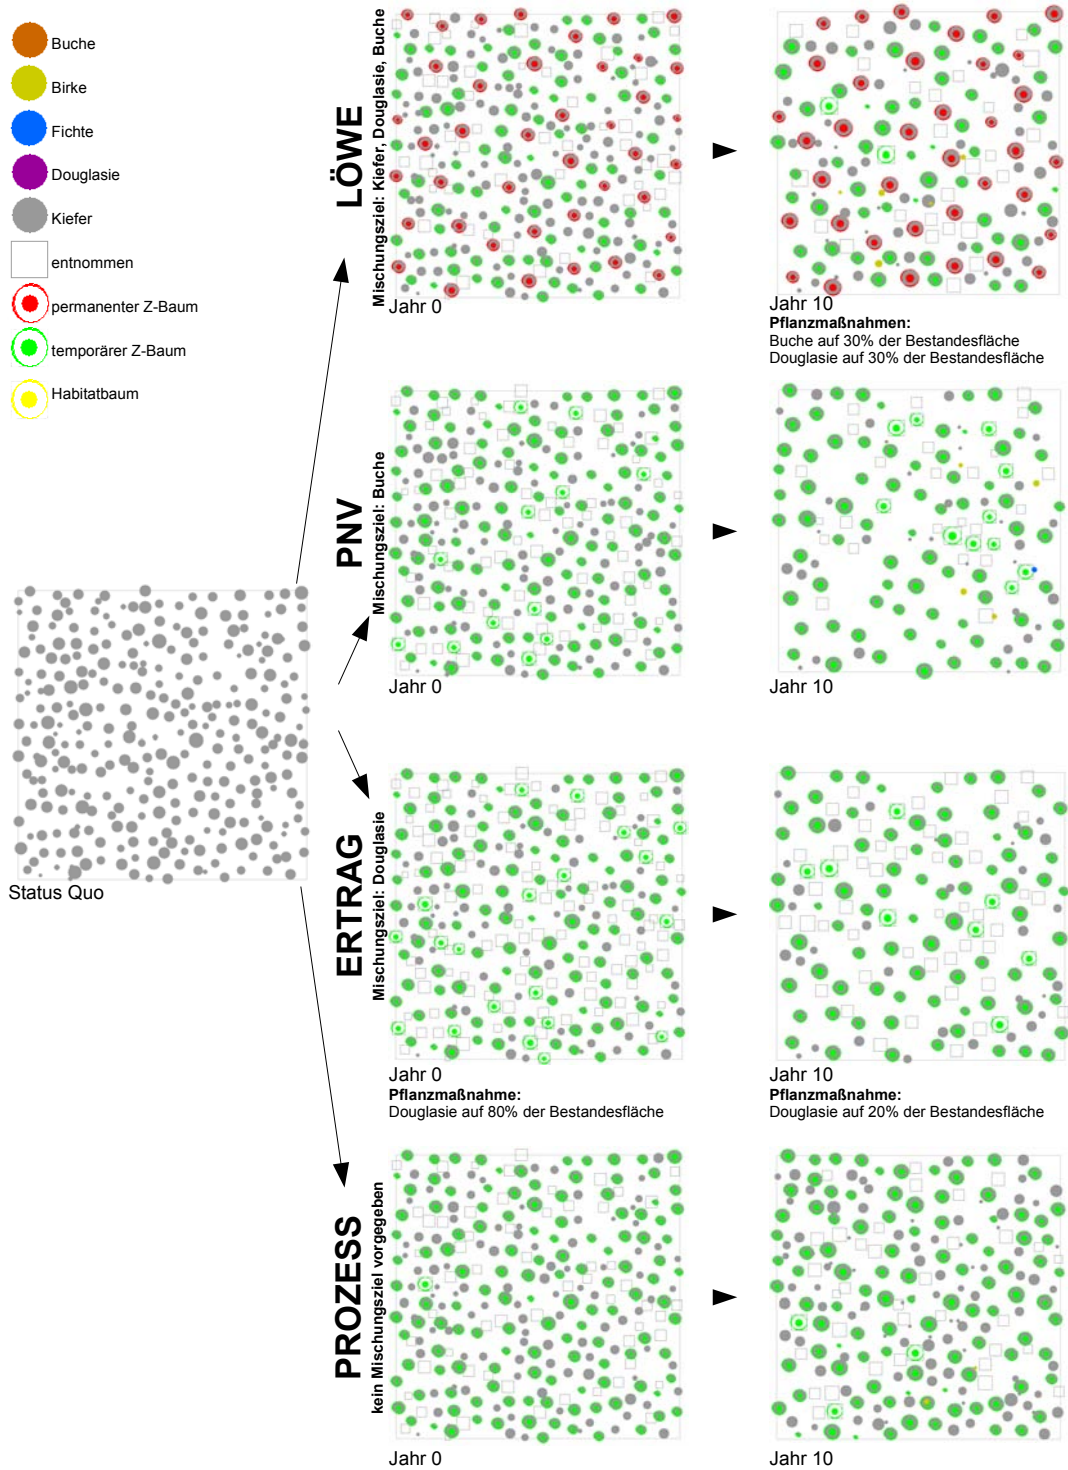 Buche
Birke
Fichte
Douglasie
Kiefer
entnommen
permanenter Z-Baum
temporärer Z-Baum
Habitatbaum
Status Quo
LÖWE
Mischungsziel: Kiefer, Douglasie, Buche
Jahr 0
Jahr 10
Pflanzmaßnahmen:
Buche auf 30% der Bestandesfläche
Douglasie auf 30% der Bestandesfläche
PNV
Mischungsziel: Buche
Jahr 0
Jahr 10
ERTRAG
Mischungsziel: Douglasie
Jahr 0
Pflanzmaßnahme:
Douglasie auf 80% der Bestandesfläche
Jahr 10
Pflanzmaßnahme:
Douglasie auf 20% der Bestandesfläche
PROZESS
kein Mischungsziel vorgegeben
Jahr 0
Jahr 10